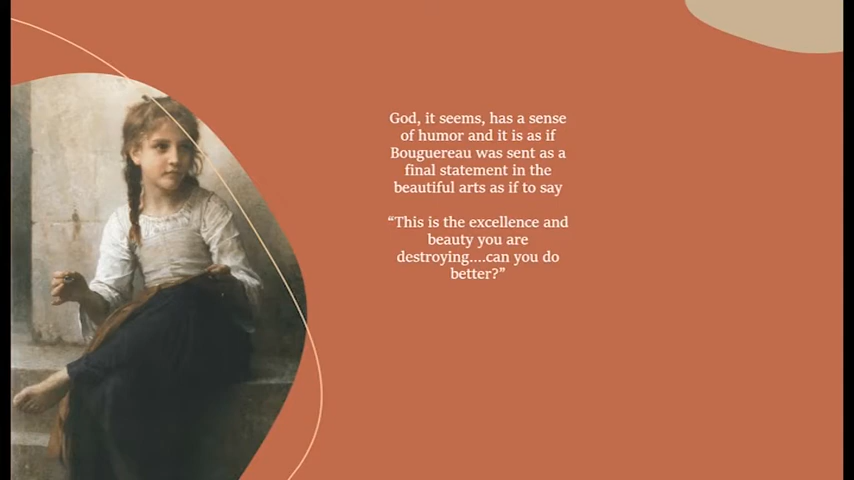 God, it seems, has a sense
of humor and it is as if
Bouguereau was sent as a
final statement in the
beautiful arts as if to say
“This is the excellence and
beauty you are
destroying....can you do
better?”